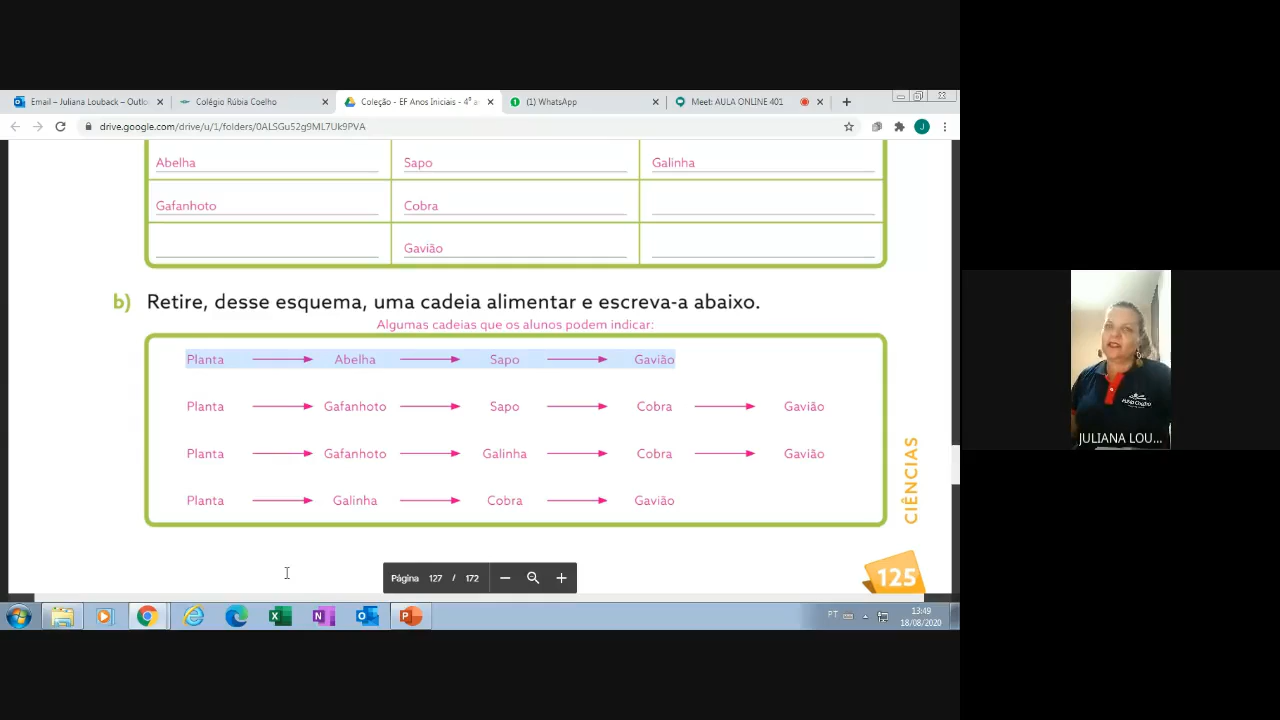 Email – Juliana Louback – Outlo
Colégio Rúbia Coelho
Coleção - EF Anos Iniciais - 4º a
(1) WhatsApp
Meet: AULA ONLINE 401
drive.google.com/drive/u/1/folders/0ALSGu52g9ML7Uk9PVA
J
Abelha Sapo Galinha
Gafanhoto Cobra
Gavião
b) Retire, desse esquema, uma cadeia alimentar e escreva-a abaixo.
Algumas cadeias que os alunos podem indicar:
Planta Abelha Sapo Gavião
Planta Gafanhoto Sapo Cobra Gavião
Planta Gafanhoto Galinha Cobra Gavião
Planta Galinha Cobra Gavião
CIÊNCIAS
125
Página 127 / 172
PT
13:49
18/08/2020
JULIANA LOU...